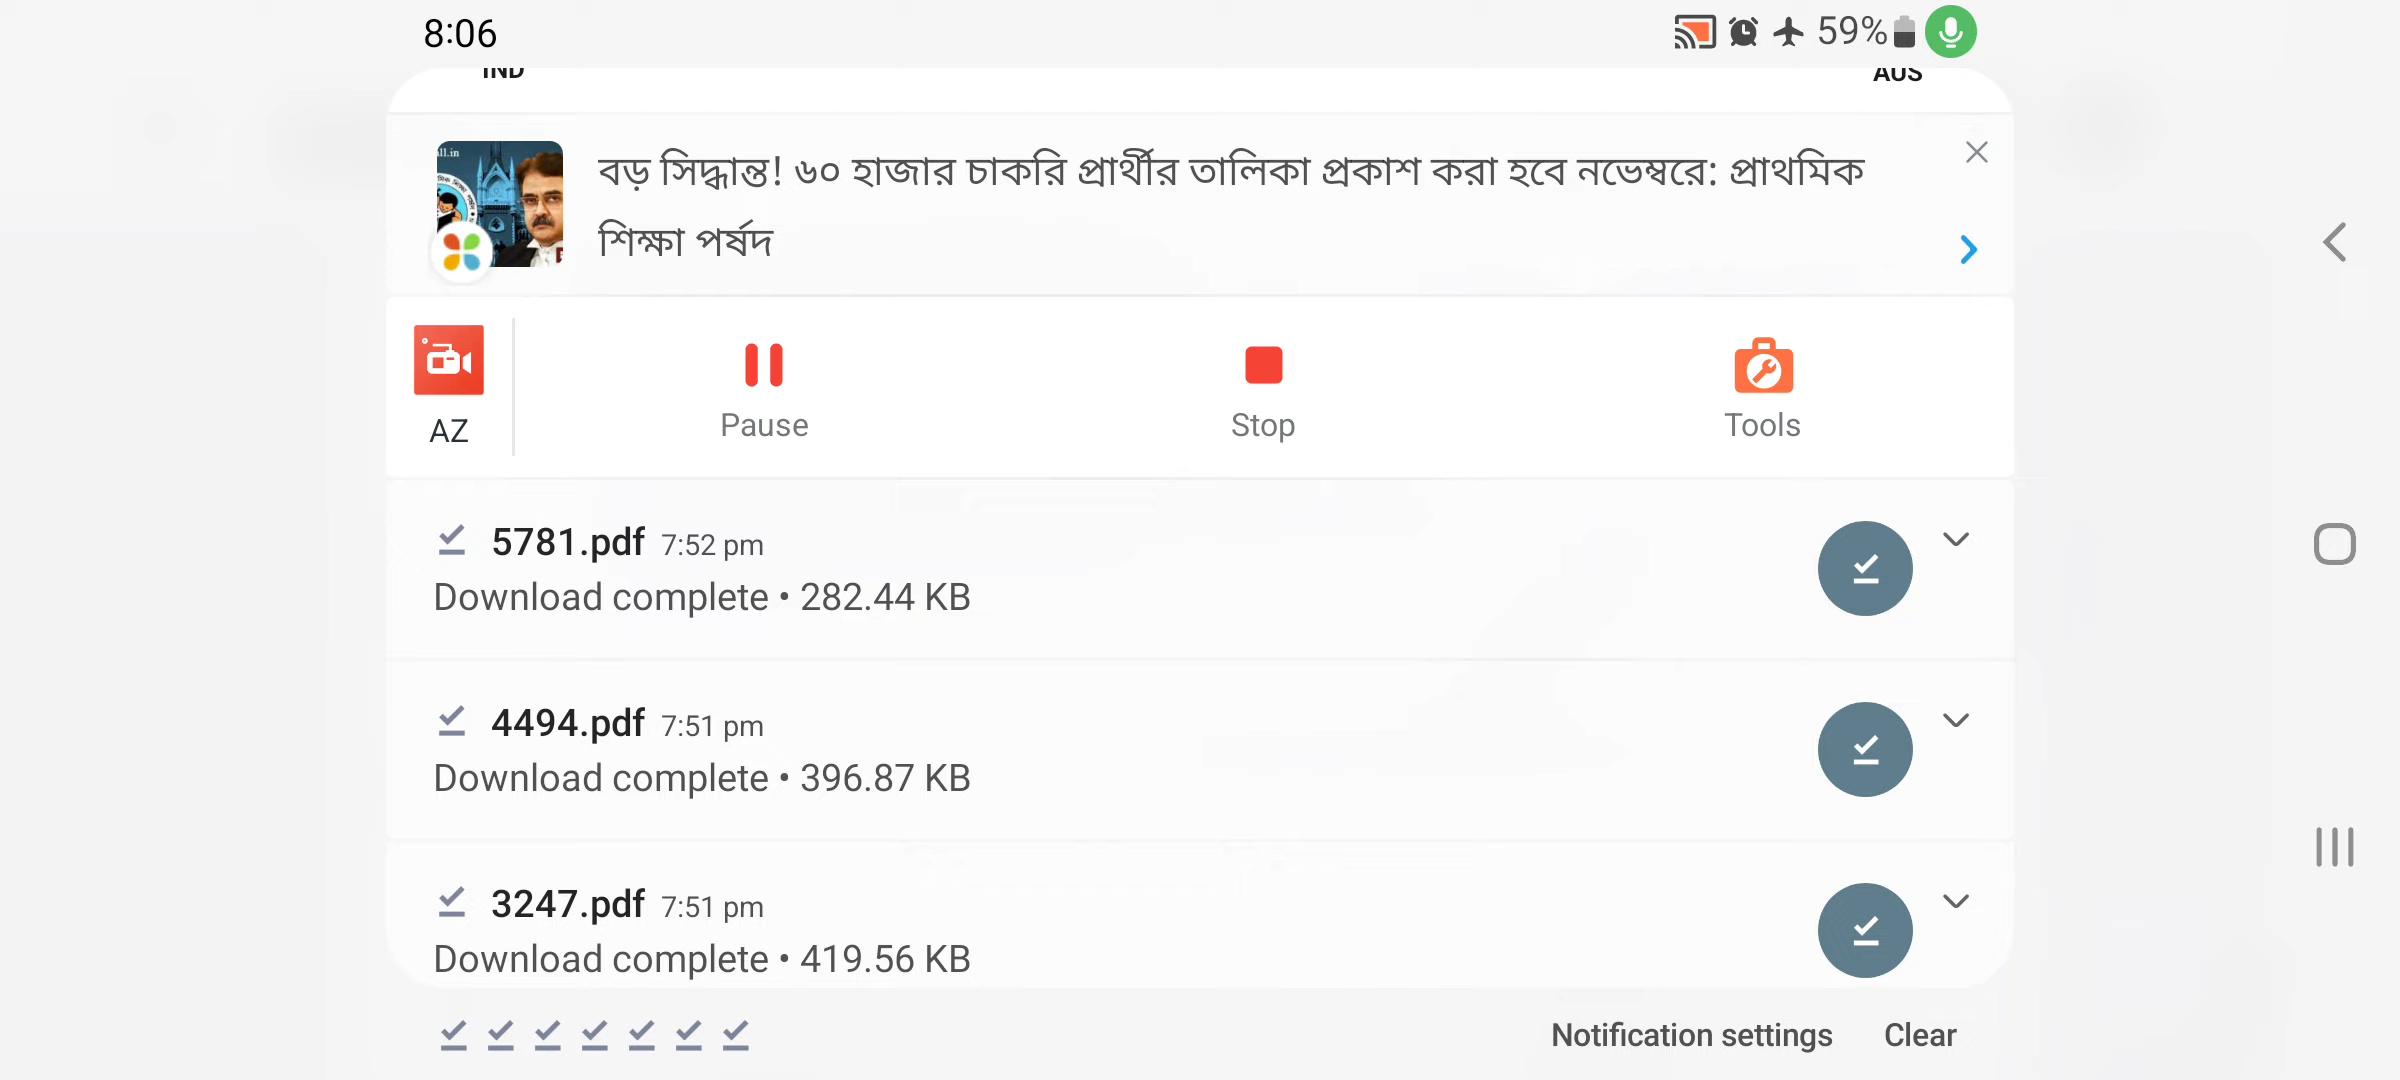 8:06
59%
IND
AUS
ll.in
বড় সিদ্ধান্ত! ৬০ হাজার চাকরি প্রার্থীর তালিকা প্রকাশ করা হবে নভেম্বরে: প্রাথমিক
শিক্ষা পর্ষদ
AZ
Pause
Stop
Tools
5781.pdf 7:52 pm
Download complete • 282.44 KB
4494.pdf 7:51 pm
Download complete • 396.87 KB
3247.pdf 7:51 pm
Download complete • 419.56 KB
Notification settings
Clear